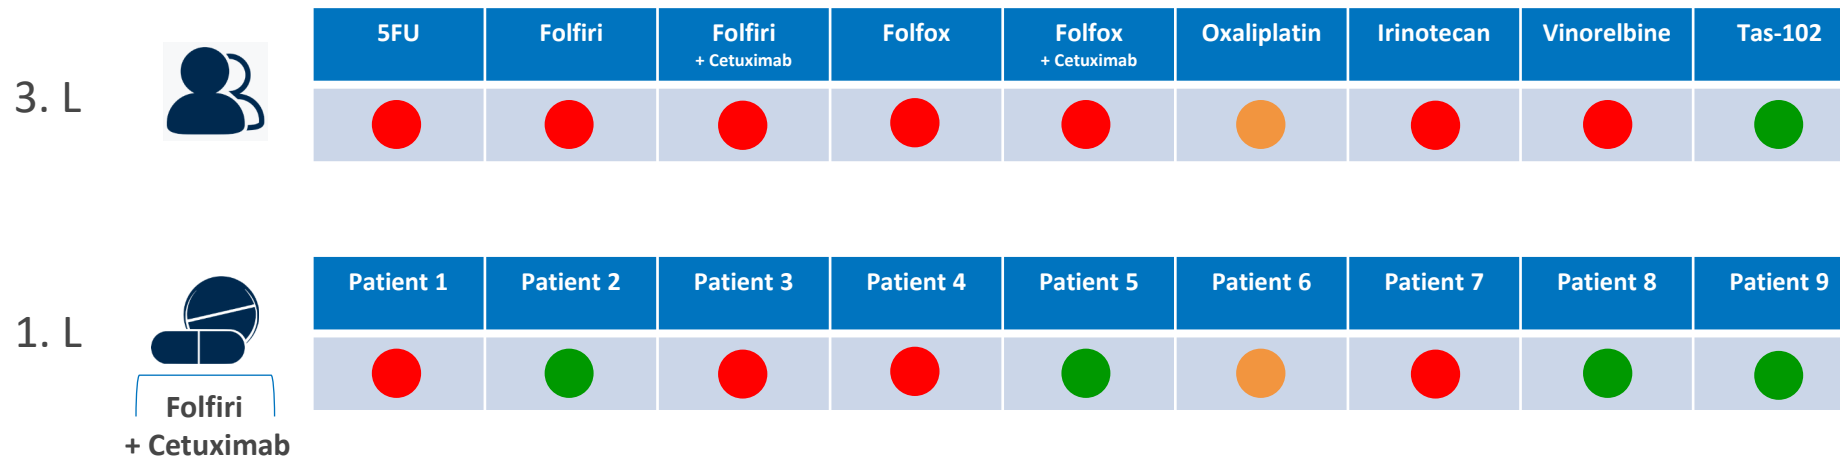 3. L
5FU Folfiri Folfiri Folfox Folfox Oxaliplatin Irinotecan Vinorelbine Tas-102
+ Cetuximab + Cetuximab
1. L
Patient 1 Patient 2 Patient 3 Patient 4 Patient 5 Patient 6 Patient 7 Patient 8 Patient 9
Folfiri
+ Cetuximab